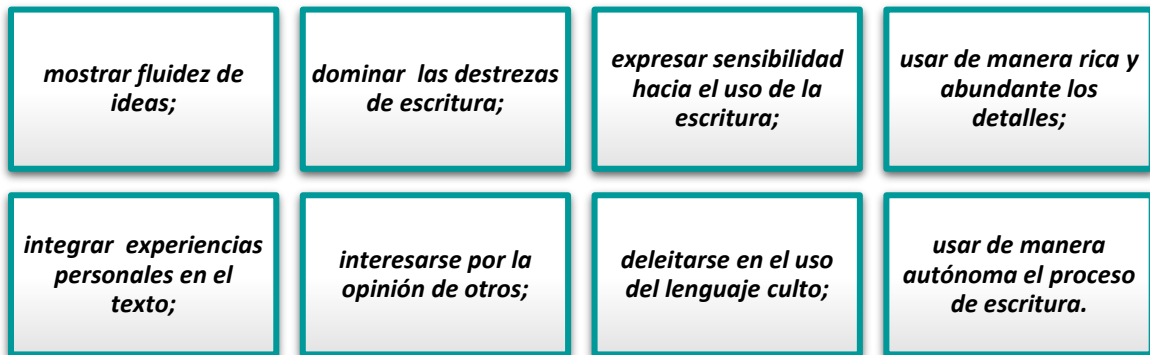 mostrar fluidez de
ideas;
dominar las destrezas
de escritura;
expresar sensibilidad
hacia el uso de la
escritura;
usar de manera rica y
abundante los
detalles;
integrar experiencias
personales en el
texto;
interesarse por la
opinión de otros;
deleitarse en el uso
del lenguaje culto;
usar de manera
autónoma el proceso
de escritura.